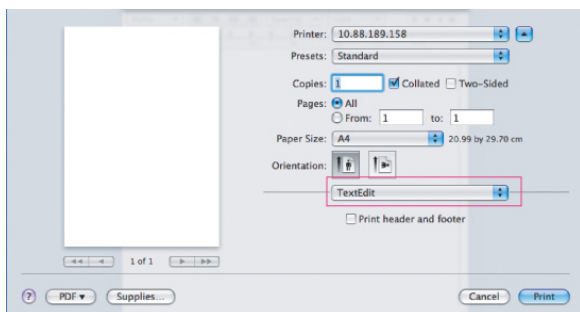 Printer: 10.88.189.158
Presets: Standard
Copies: 1 Collated Two-Sided
Pages: All
From: 1 to: 1
Paper Size: A4 20.99 by 29.70 cm
Orientation:
TextEdit
Print header and footer
1 of 1
? PDF Supplies... Cancel Print